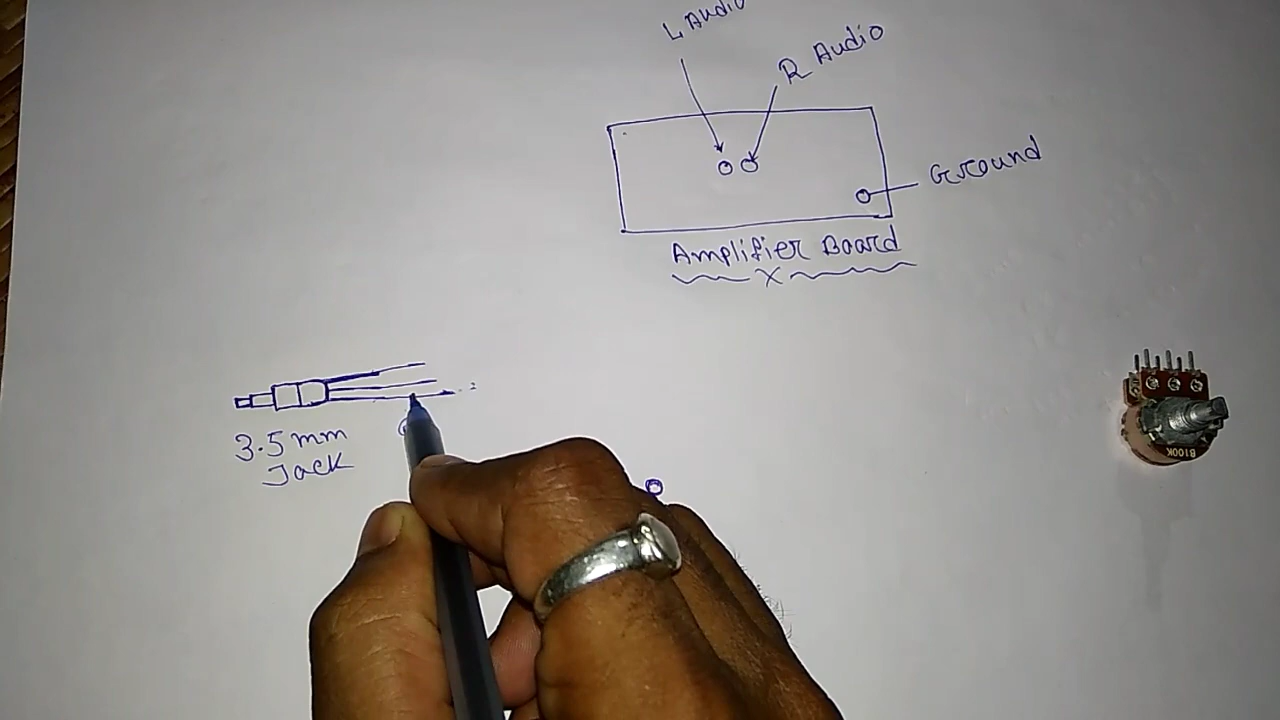 L Audio
R Audio
Ground
Amplifier Board
X
3.5mm
Jack
B100K